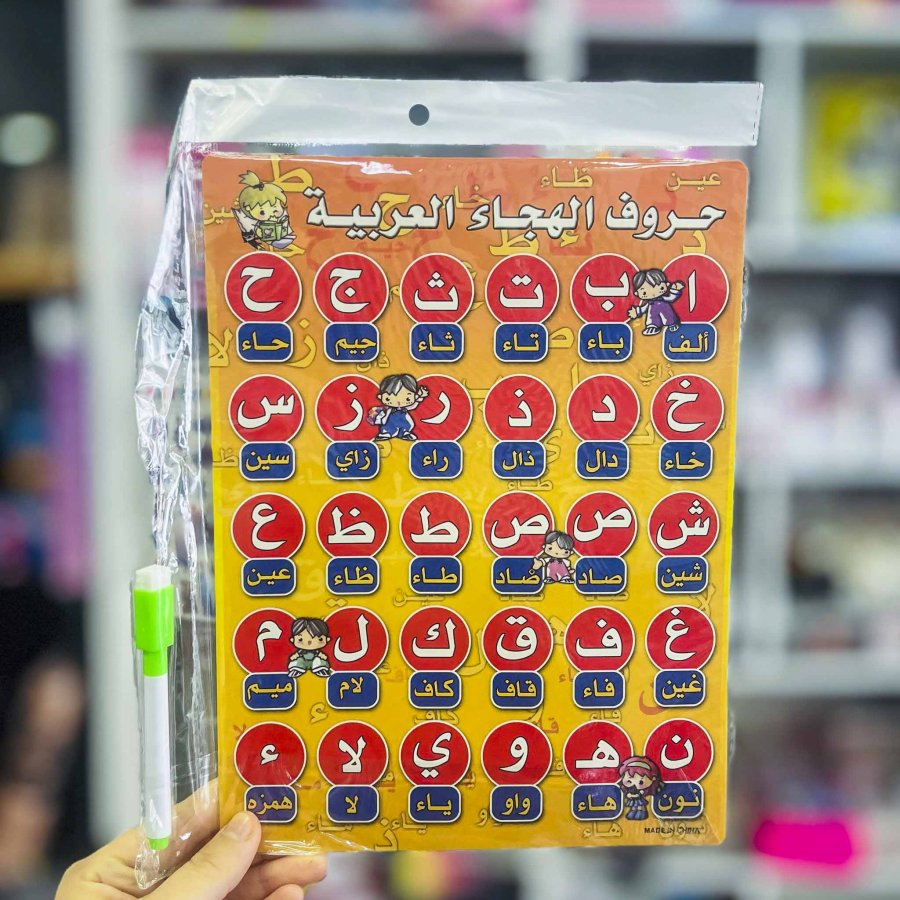 عين ظاء
حروف الهجاء العربية
ا ب ت ث ج ح
ألف باء تاء ثاء جيم حاء
خ د ذ ر ز س
خاء دال ذال راء زاي سين
ش ص ص ط ظ ع
شين صاد ضاد طاء ظاء عين
غ ف ق ك ل م
غين فاء قاف كاف لام ميم
ن هـ و ي لا ء
نون هاء واو ياء لا همزه
MADE IN CHINA